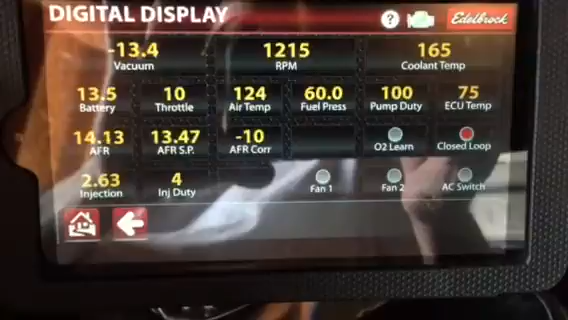 DIGITAL DISPLAY
? Edelbrock
-13.4 1215 165
Vacuum RPM Coolant Temp
13.5 10 124 60.0 100 75
Battery Throttle Air Temp Fuel Press Pump Duty ECU Temp
14.13 13.47 -10
AFR AFR S.P. AFR Corr O2 Learn Closed Loop
2.63 4
Injection Inj Duty Fan 1 Fan 2 AC Switch